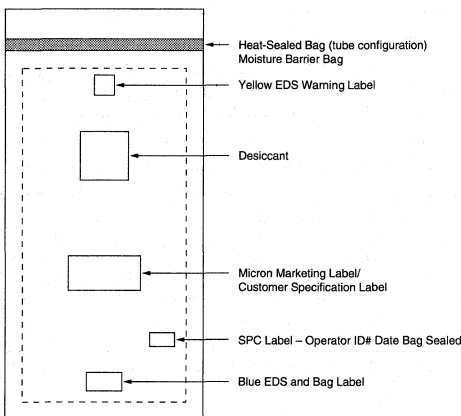 Heat-Sealed Bag (tube configuration)
Moisture Barrier Bag
Yellow EDS Warning Label
Desiccant
Micron Marketing Label/
Customer Specification Label
SPC Label – Operator ID# Date Bag Sealed
Blue EDS and Bag Label